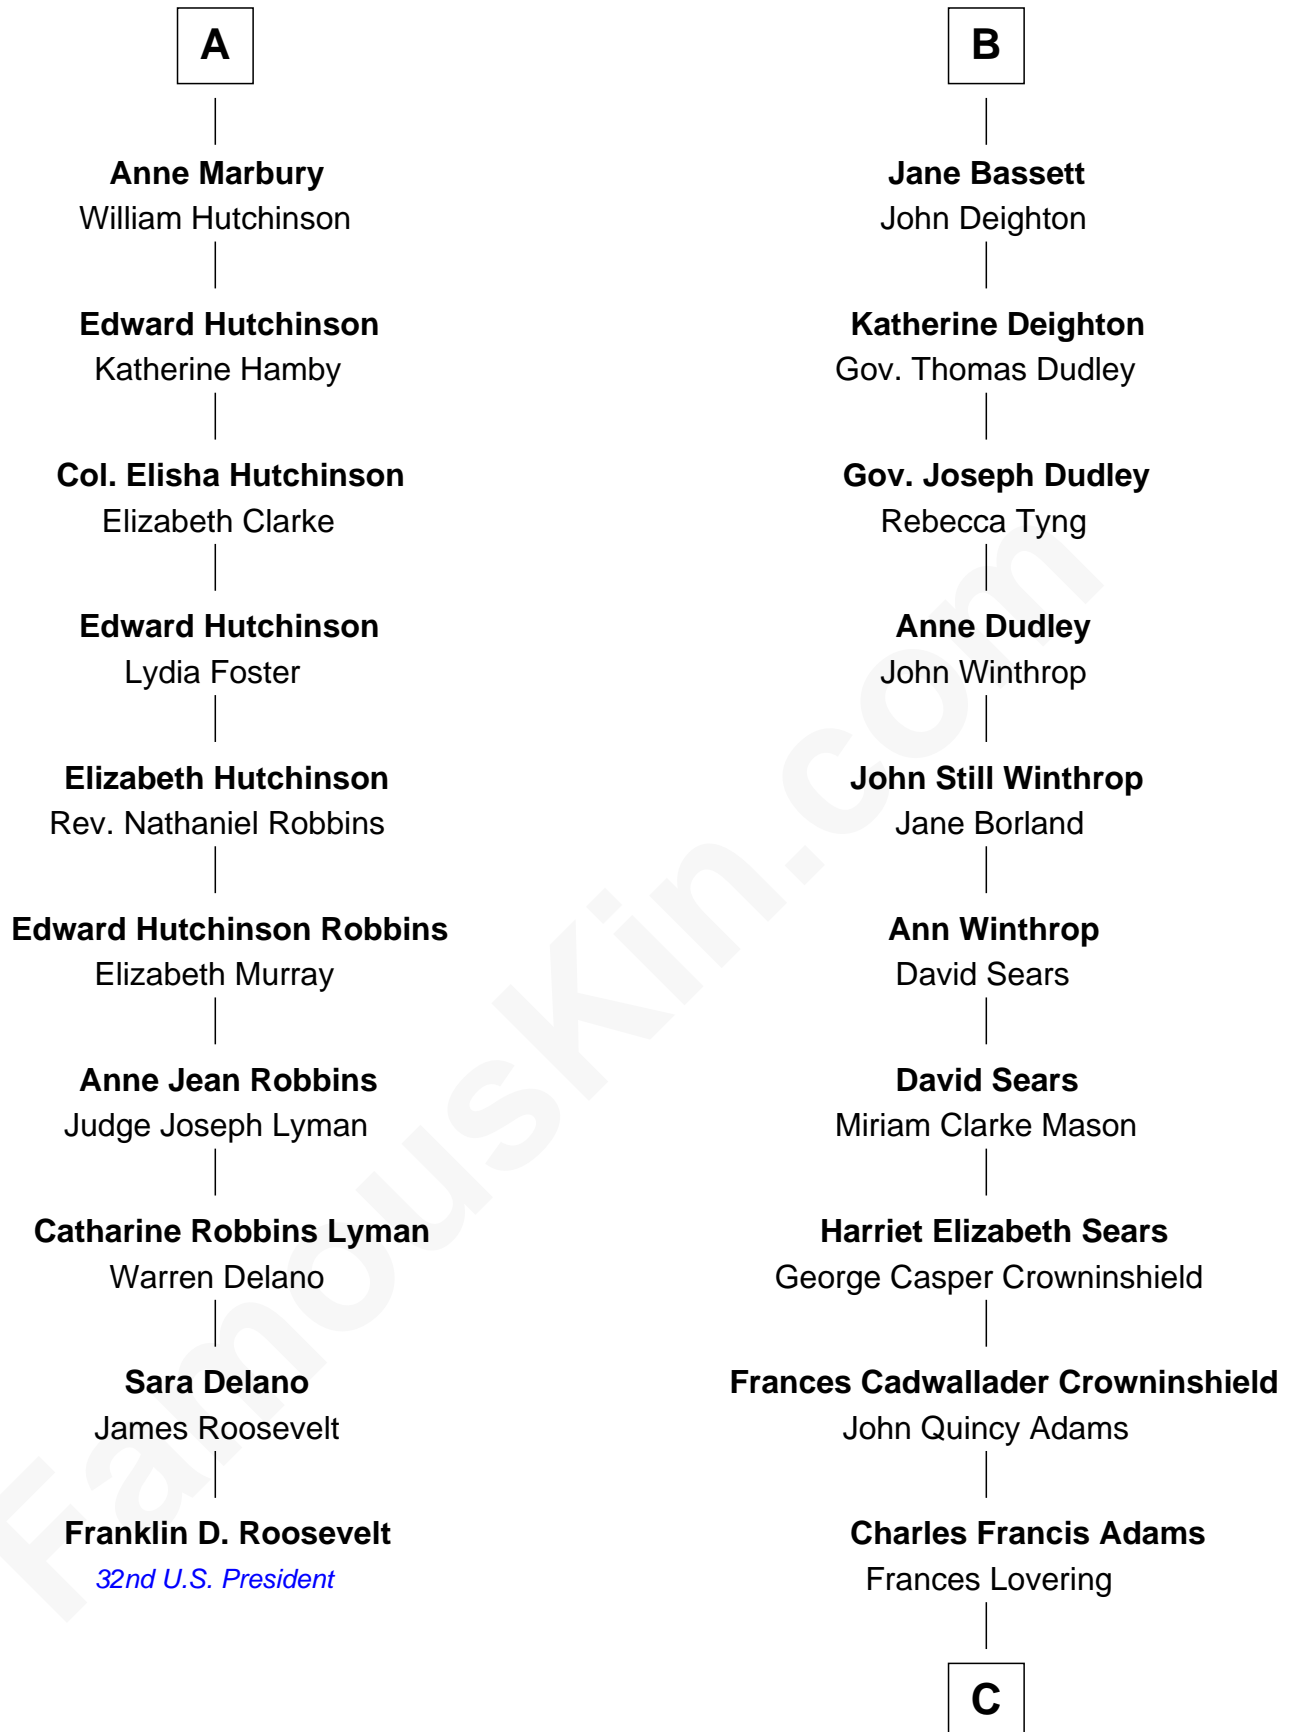 A
Anne Marbury
William Hutchinson
Edward Hutchinson
Katherine Hamby
Col. Elisha Hutchinson
Elizabeth Clarke
Edward Hutchinson
Lydia Foster
Elizabeth Hutchinson
Rev. Nathaniel Robbins
Edward Hutchinson Robbins
Elizabeth Murray
Anne Jean Robbins
Judge Joseph Lyman
Catharine Robbins Lyman
Warren Delano
Sara Delano
James Roosevelt
Franklin D. Roosevelt
32nd U.S. President
B
Jane Bassett
John Deighton
Katherine Deighton
Gov. Thomas Dudley
Gov. Joseph Dudley
Rebecca Tyng
Anne Dudley
John Winthrop
John Still Winthrop
Jane Borland
Ann Winthrop
David Sears
David Sears
Miriam Clarke Mason
Harriet Elizabeth Sears
George Casper Crowninshield
Frances Cadwallader Crowninshield
John Quincy Adams
Charles Francis Adams
Frances Lovering
C
FamousKin.com